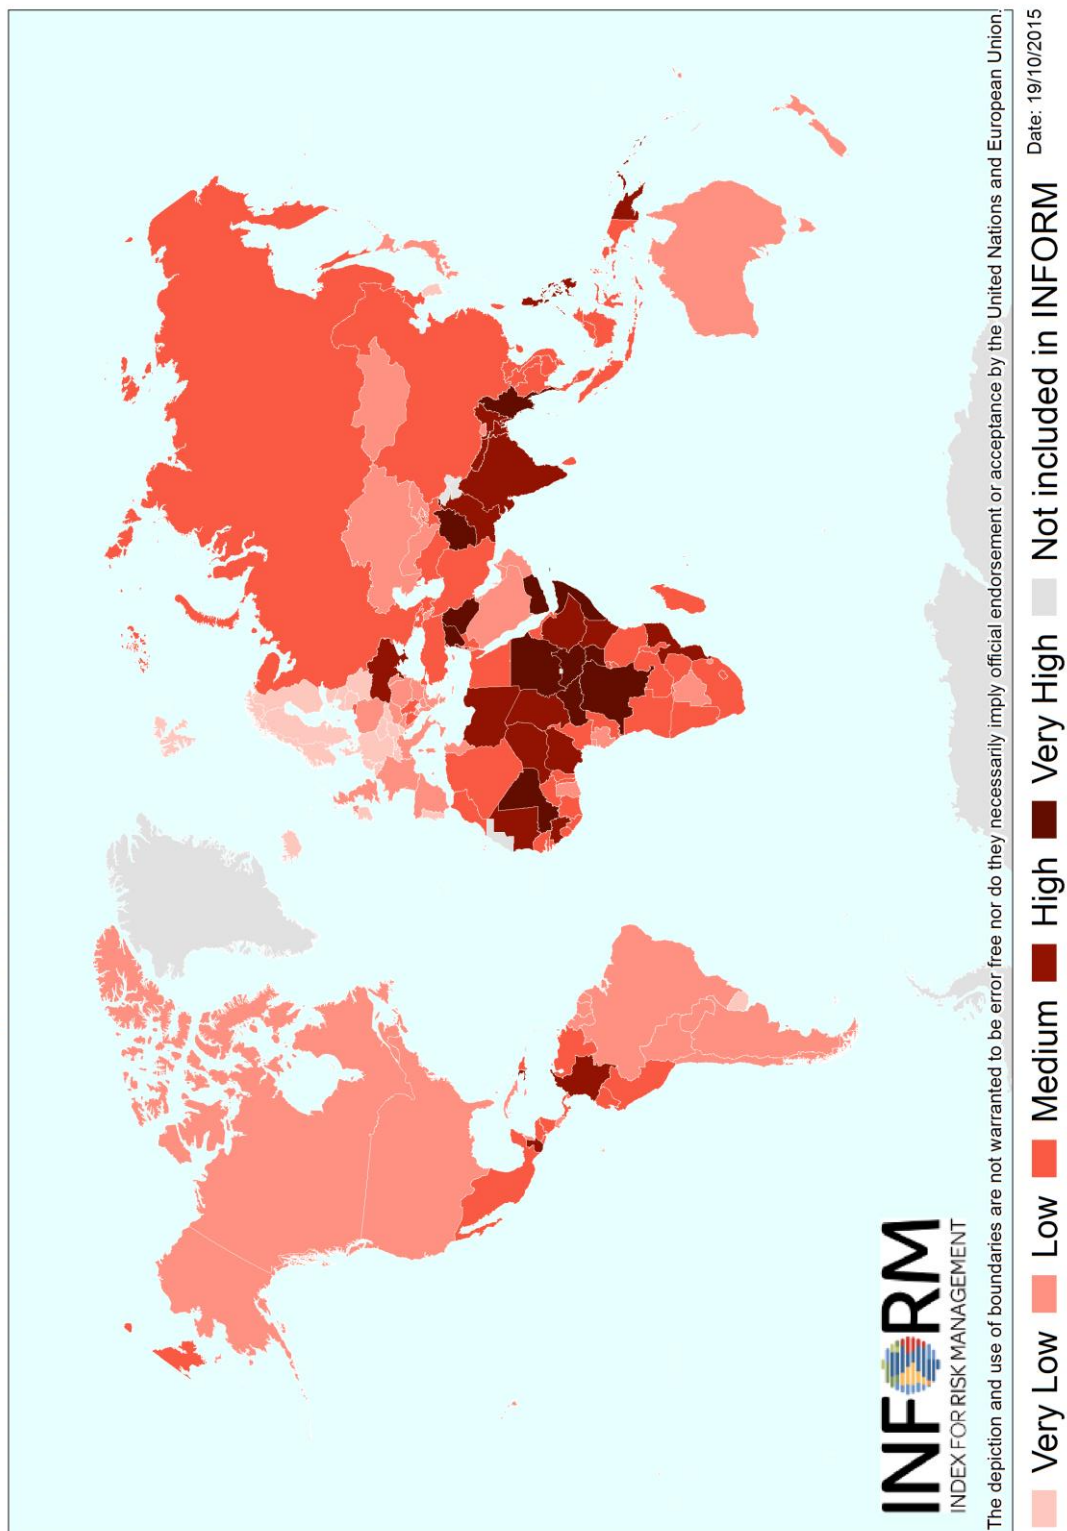 INFORM
INDEX FOR RISK MANAGEMENT
The depiction and use of boundaries are not warranted to be error free nor do they necessarily imply official endorsement or acceptance by the United Nations and European Union.
Very Low Low Medium High Very High Not included in INFORM Date: 19/10/2015